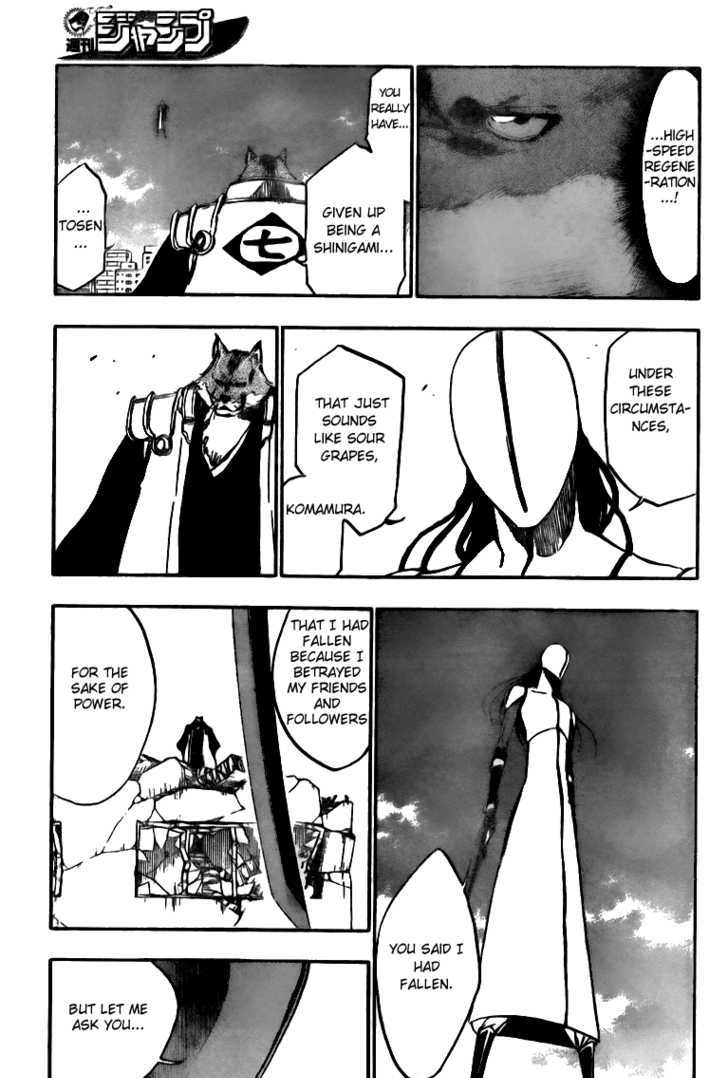 週刊
ジャンプ
...HIGH
-SPEED
REGENE
-RATION
...!
YOU
REALLY
HAVE...
GIVEN UP
BEING A
SHINIGAMI...
七
...
TOSEN
...
UNDER
THESE
CIRCUMSTA-
NCES,
THAT JUST
SOUNDS
LIKE SOUR
GRAPES,
KOMAMURA.
YOU SAID I
HAD
FALLEN.
THAT I HAD
FALLEN
BECAUSE I
BETRAYED
MY FRIENDS
AND
FOLLOWERS
FOR THE
SAKE OF
POWER.
BUT LET ME
ASK YOU...